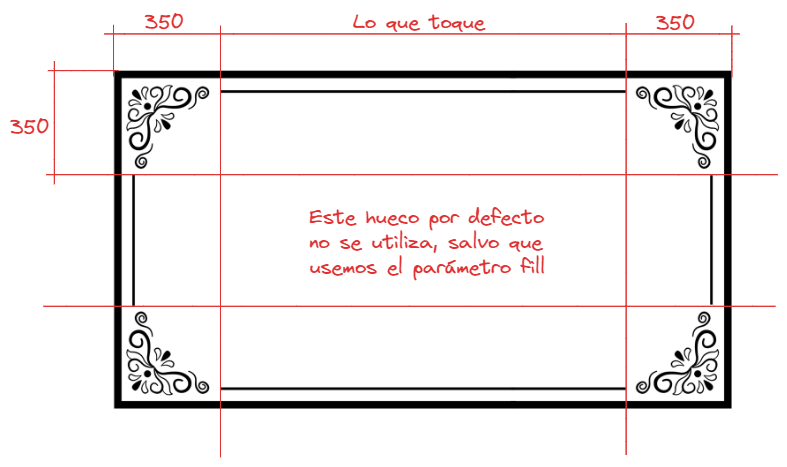 350
Lo que toque
350
350
Este hueco por defecto
no se utiliza, salvo que
usemos el parámetro fill